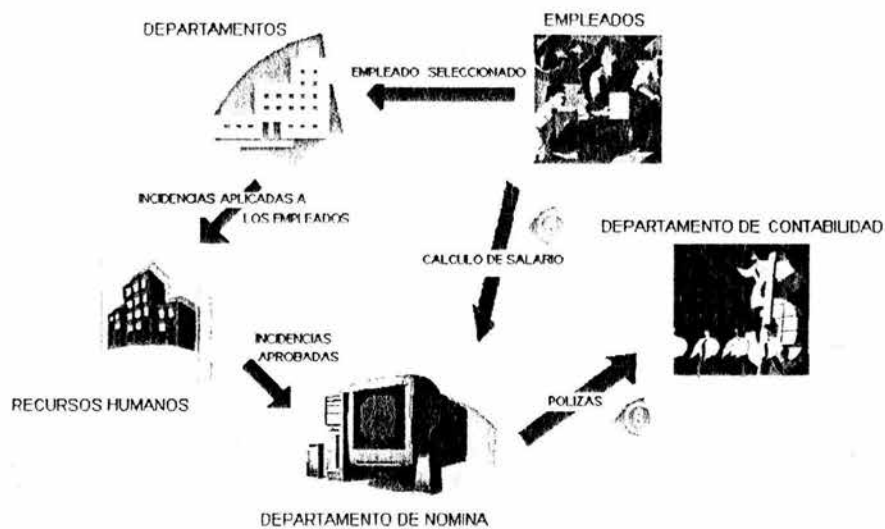 EMPLEADOS
DEPARTAMENTOS
EMPLEADO SELECCIONADO
INCIDENCIAS APLICADAS A
LOS EMPLEADOS
DEPARTAMENTO DE CONTABILIDAD
CALCULO DE SALARIO
INCIDENCIAS
APROBADAS
RECURSOS HUMANOS
POLIZAS
DEPARTAMENTO DE NOMINA